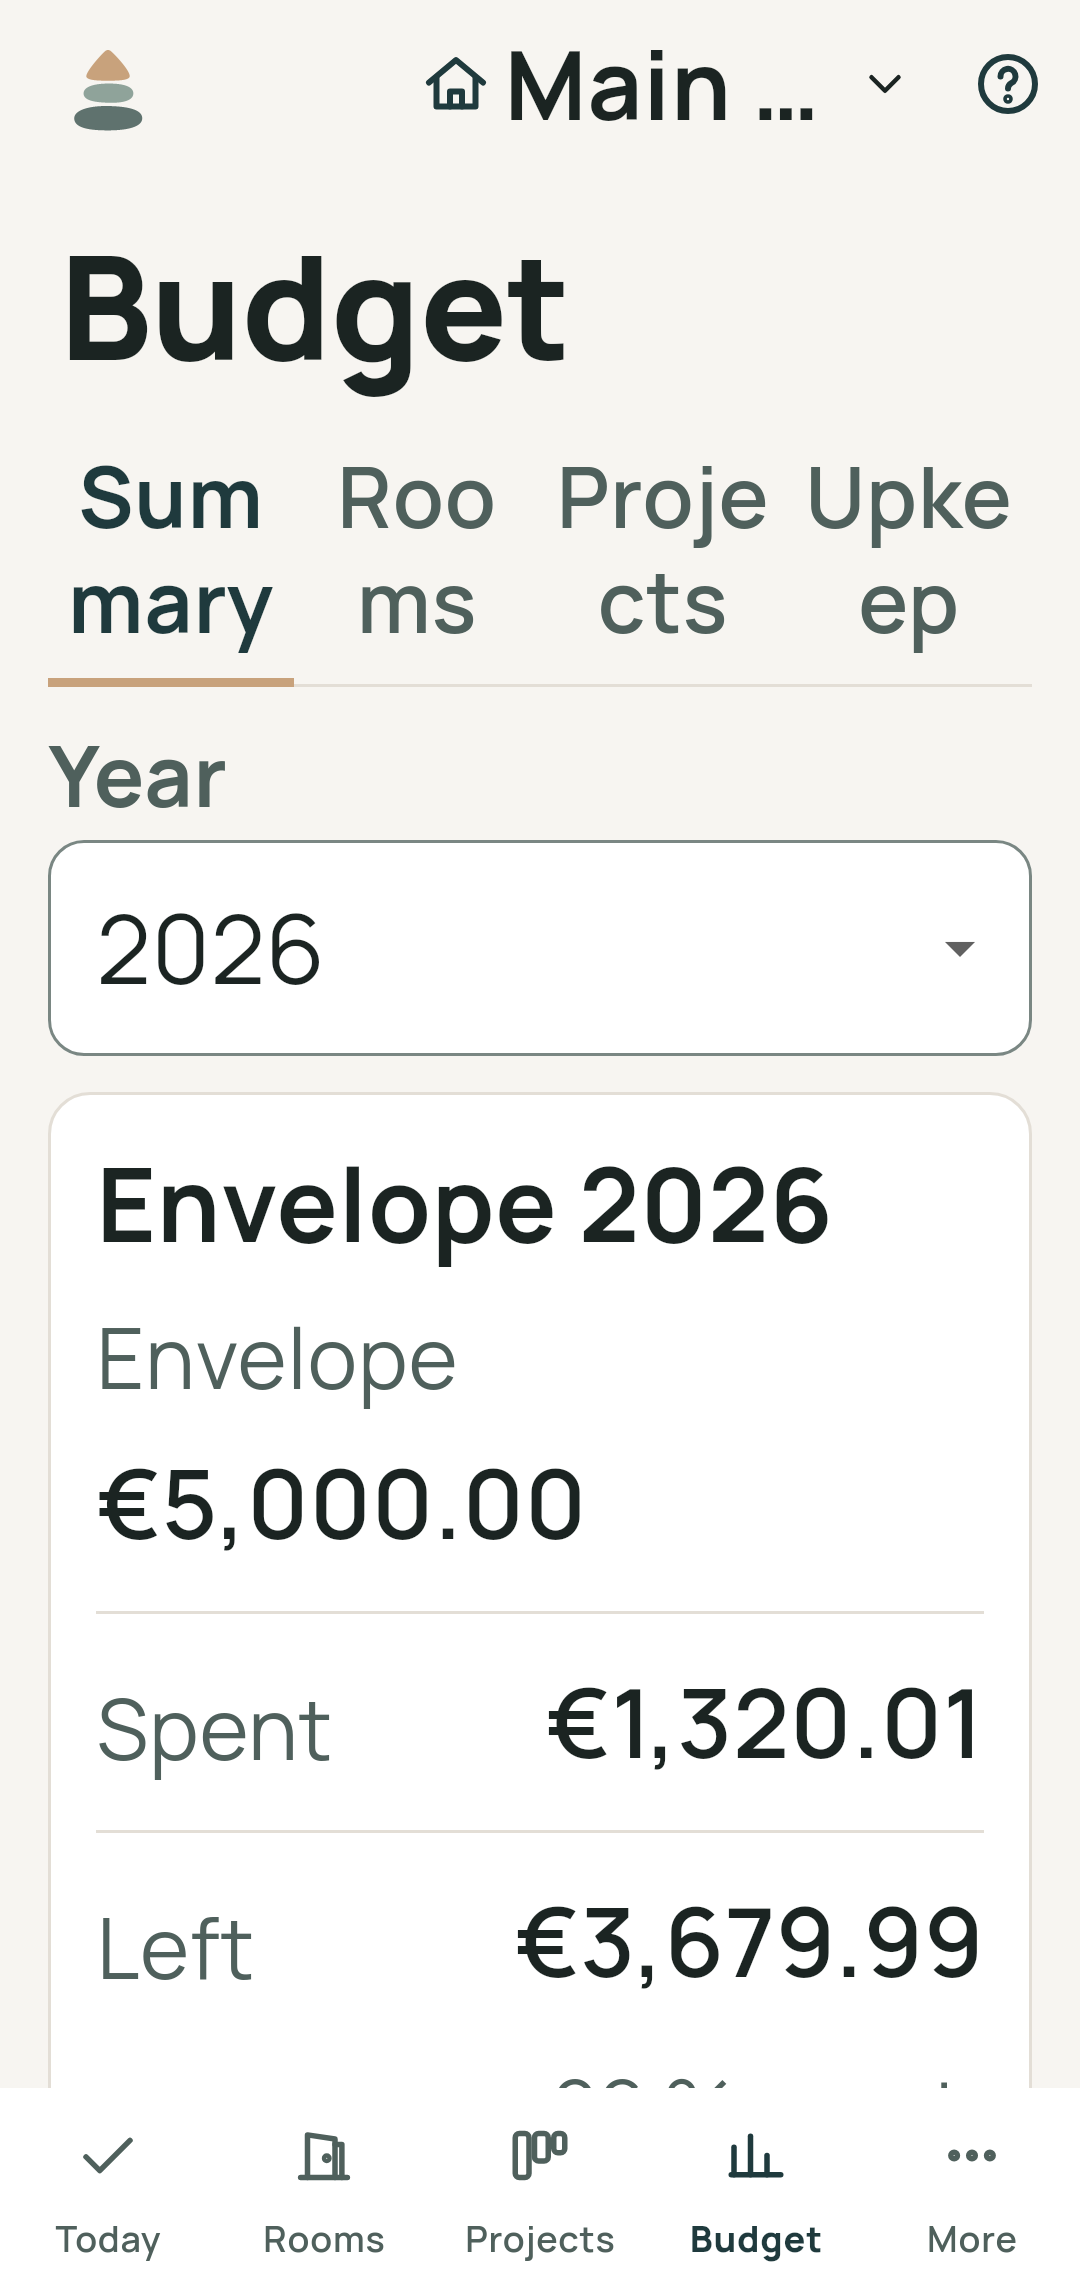 Main ...
Budget
Sum
mary
Roo
ms
Proje
cts
Upke
ep
Year
2026
Envelope 2026
Envelope
€5,000.00
Spent €1,320.01
Left €3,679.99
Today Rooms Projects Budget More